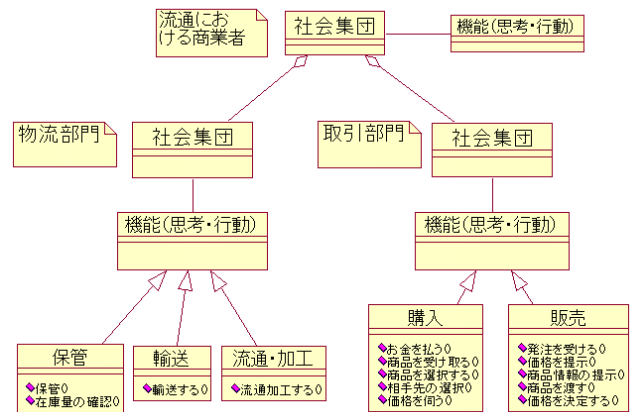 流通にお
ける商業者
社会集団
機能(思考・行動)
物流部門
社会集団
取引部門
社会集団
機能(思考・行動)
機能(思考・行動)
保管
保管()
在庫量の確認()
輸送
輸送する()
流通・加工
流通加工する()
購入
お金を払う()
商品を受け取る()
商品を選択する()
相手先の選択()
価格を伺う()
販売
発注を受ける()
価格を提示()
商品情報の提示()
商品を渡す()
価格を決定する()